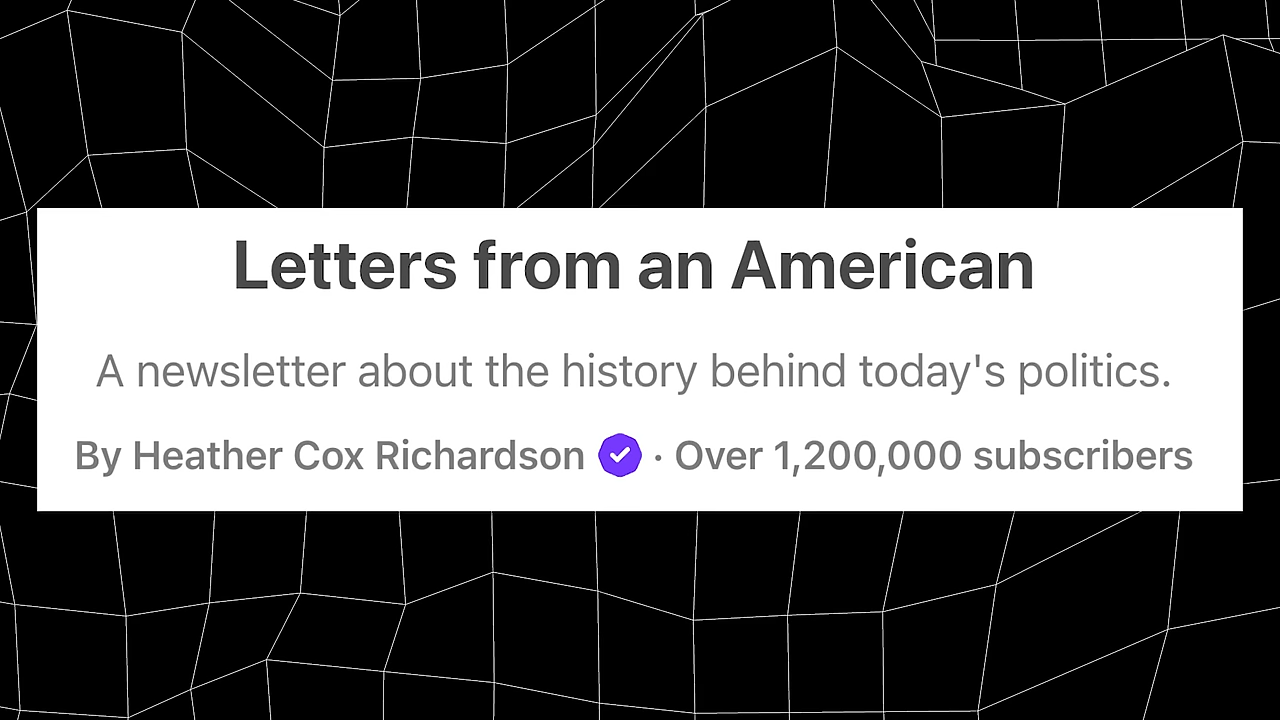 Letters from an American
A newsletter about the history behind today's politics.
By Heather Cox Richardson · Over 1,200,000 subscribers